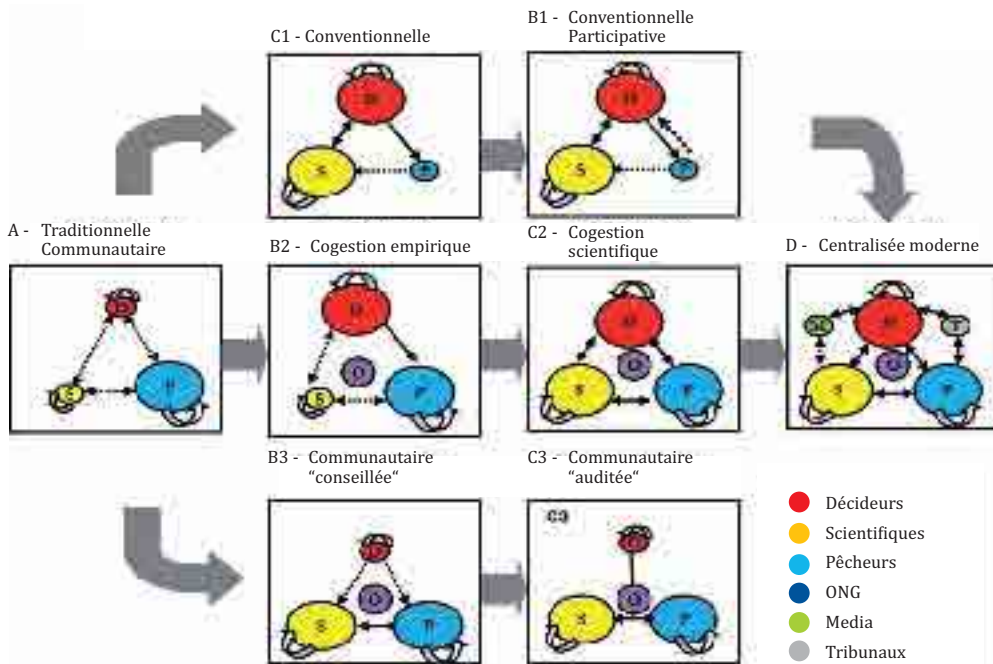 C1 - Conventionnelle
B1 - Conventionnelle
Participative
S
S
A - Traditionnelle
Communautaire
B2 - Cogestion empirique
C2 - Cogestion
scientifique
D - Centralisée moderne
S
P
S
P
S
P
T
S
P
B3 - Communautaire
“conseillée“
C3 - Communautaire
“auditée“
C3
S
P
S
P
Décideurs
Scientifiques
Pêcheurs
ONG
Media
Tribunaux